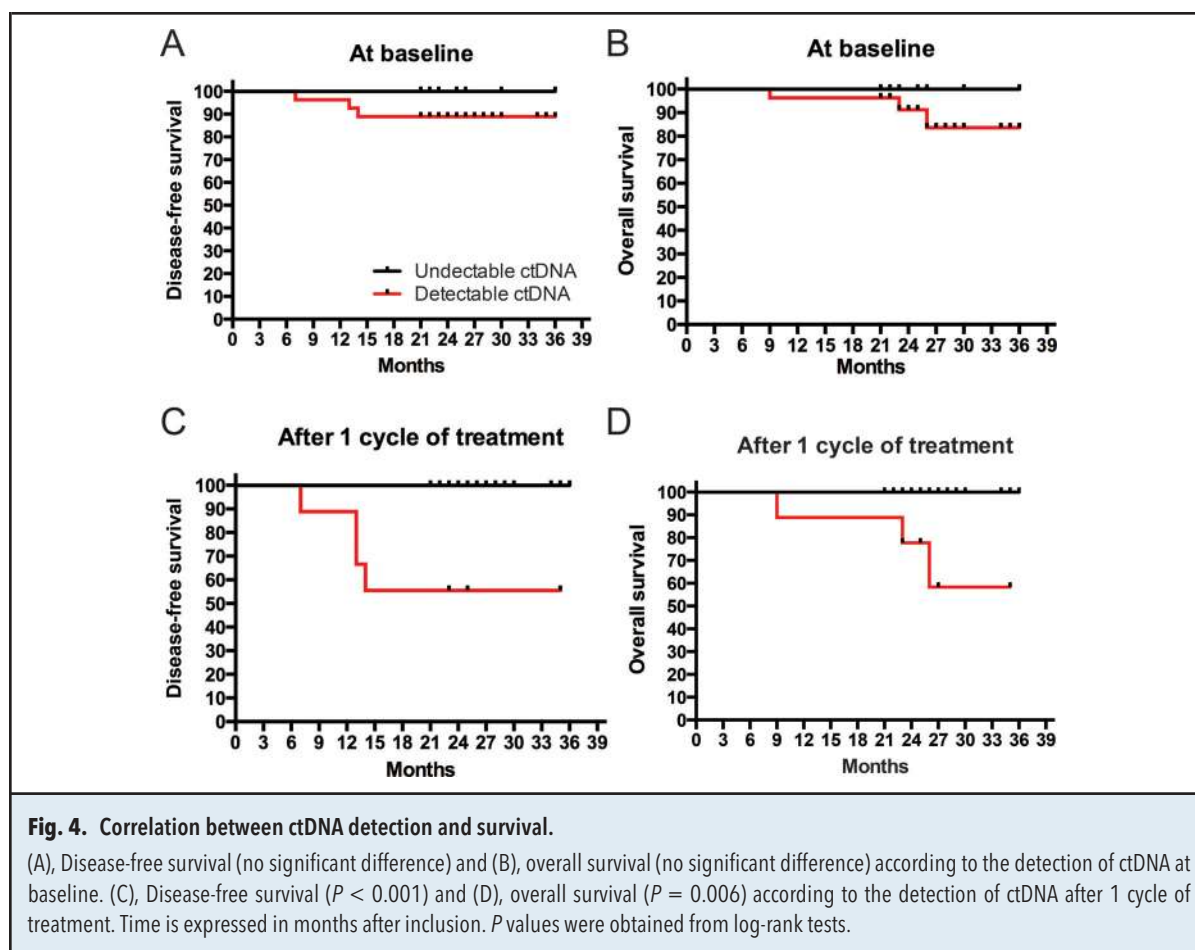 A
At baseline
Disease-free survival
100
90
80
70
60
50
40
30
20
10
0
Undectable ctDNA
Detectable ctDNA
0 3 6 9 12 15 18 21 24 27 30 33 36 39
Months
B
At baseline
Overall survival
100
90
80
70
60
50
40
30
20
10
0
0 3 6 9 12 15 18 21 24 27 30 33 36 39
Months
C
After 1 cycle of treatment
Disease-free survival
100
90
80
70
60
50
40
30
20
10
0
0 3 6 9 12 15 18 21 24 27 30 33 36 39
Months
D
After 1 cycle of treatment
Overall survival
100
90
80
70
60
50
40
30
20
10
0
0 3 6 9 12 15 18 21 24 27 30 33 36 39
Months
Fig. 4. Correlation between ctDNA detection and survival.
(A), Disease-free survival (no significant difference) and (B), overall survival (no significant difference) according to the detection of ctDNA at
baseline. (C), Disease-free survival (P < 0.001) and (D), overall survival (P = 0.006) according to the detection of ctDNA after 1 cycle of
treatment. Time is expressed in months after inclusion. P values were obtained from log-rank tests.